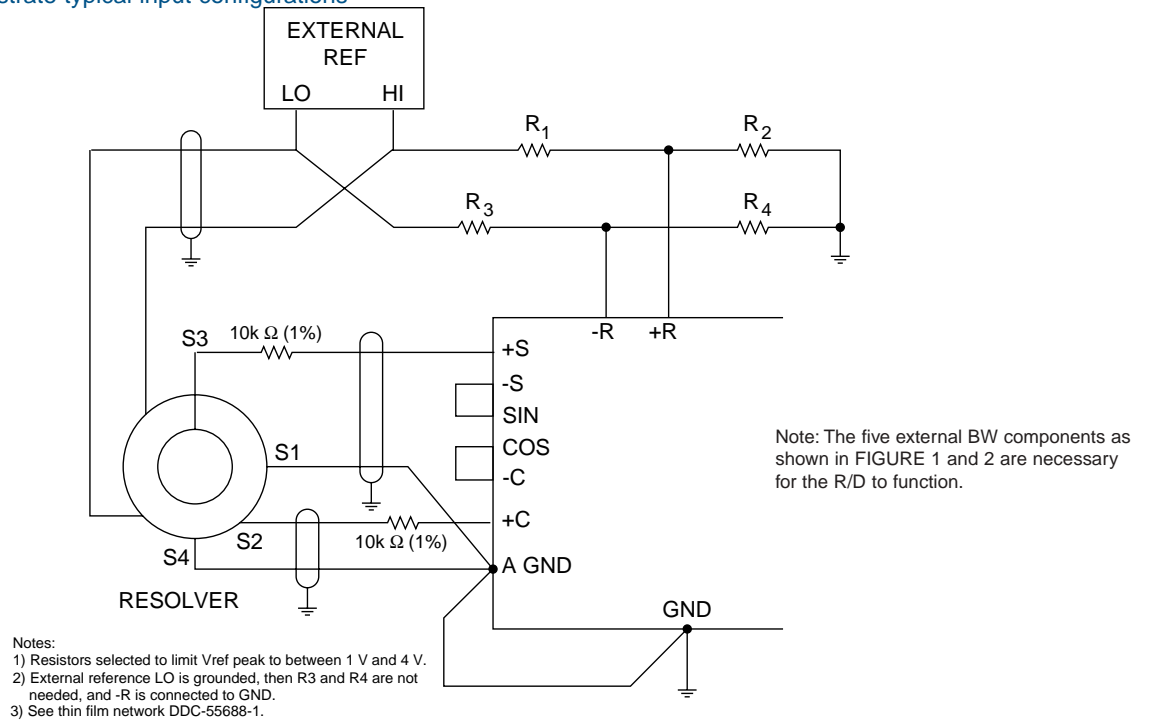 strate typical input configurations
EXTERNAL
REF
LO HI
R1
R2
R3
R4
S3
10k Ω (1%)
-R +R
+S
-S
SIN
COS
-C
+C
A GND
GND
S1
S2
10k Ω (1%)
S4
RESOLVER
Note: The five external BW components as
shown in FIGURE 1 and 2 are necessary
for the R/D to function.
Notes:
1) Resistors selected to limit Vref peak to between 1 V and 4 V.
2) External reference LO is grounded, then R3 and R4 are not
needed, and -R is connected to GND.
3) See thin film network DDC-55688-1.